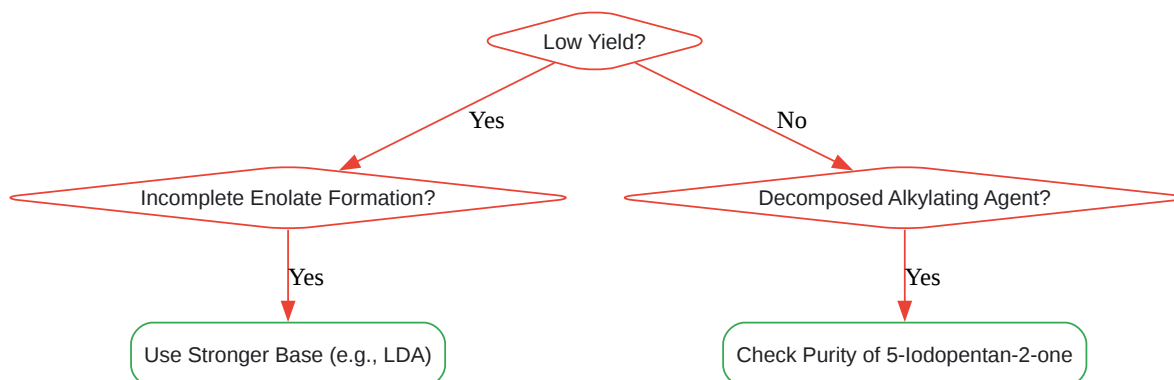 Low Yield?
Yes
No
Incomplete Enolate Formation?
Decomposed Alkylating Agent?
Yes
Yes
Use Stronger Base (e.g., LDA)
Check Purity of 5-Iodopentan-2-one